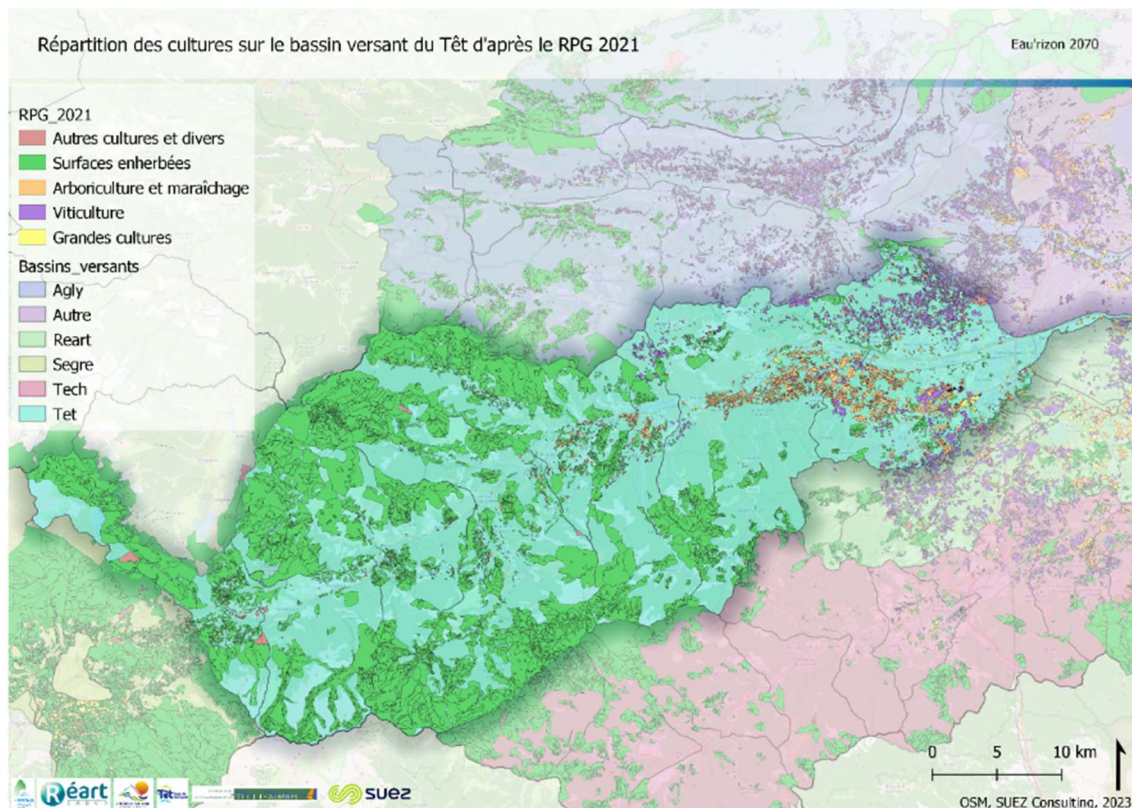 Répartition des cultures sur le bassin versant du Têt d'après le RPG 2021
Eau'rizon 2070
RPG_2021
Autres cultures et divers
Surfaces enherbées
Arboriculture et maraîchage
Viticulture
Grandes cultures
Bassins_versants
Agly
Autre
Reart
Segre
Tech
Tet
0 5 10 km
Réart
Têt
suez
OSM, SUEZ Consulting, 2023